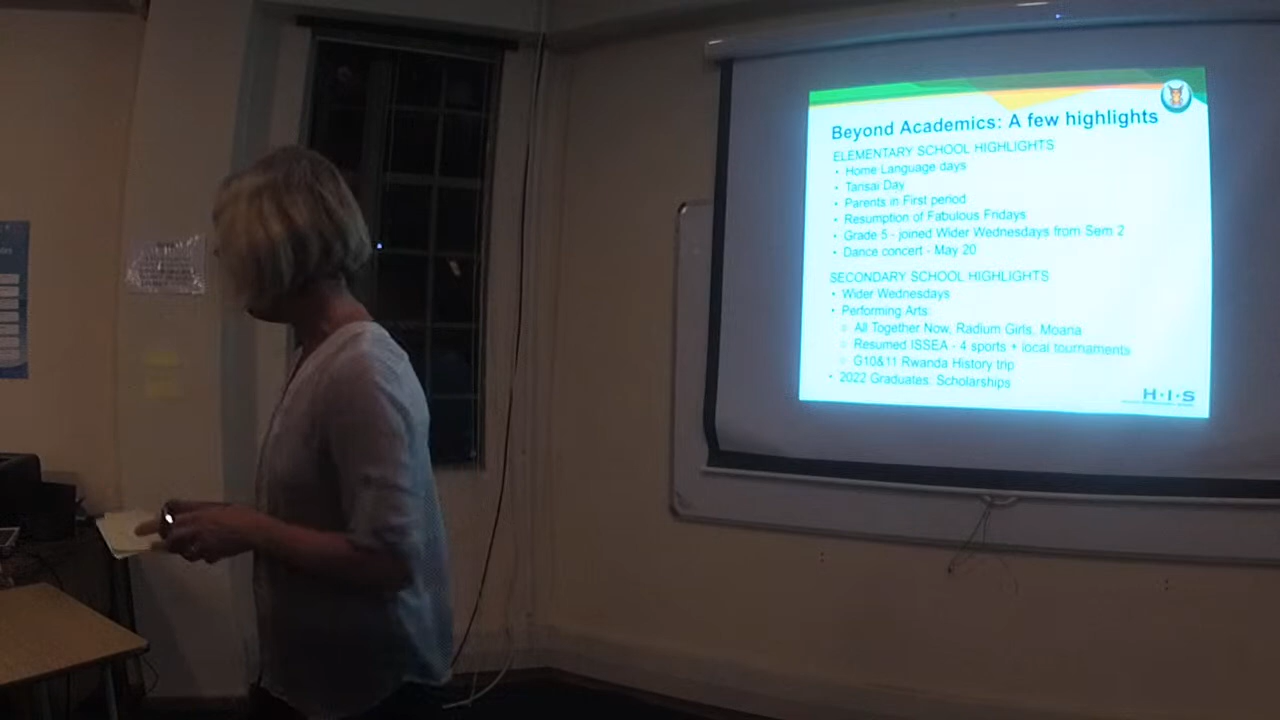 Beyond Academics: A few highlights
ELEMENTARY SCHOOL HIGHLIGHTS
• Home Language days
• Tansai Day
• Parents in First period
• Resumption of Fabulous Fridays
• Grade 5 - joined Wider Wednesdays from Sem 2
• Dance concert - May 20
SECONDARY SCHOOL HIGHLIGHTS
• Wider Wednesdays
• Performing Arts:
○ All Together Now, Radium Girls, Moana
○ Resumed ISSEA - 4 sports + local tournaments
○ G10&11 Rwanda History trip
• 2022 Graduates: Scholarships
H·I·S